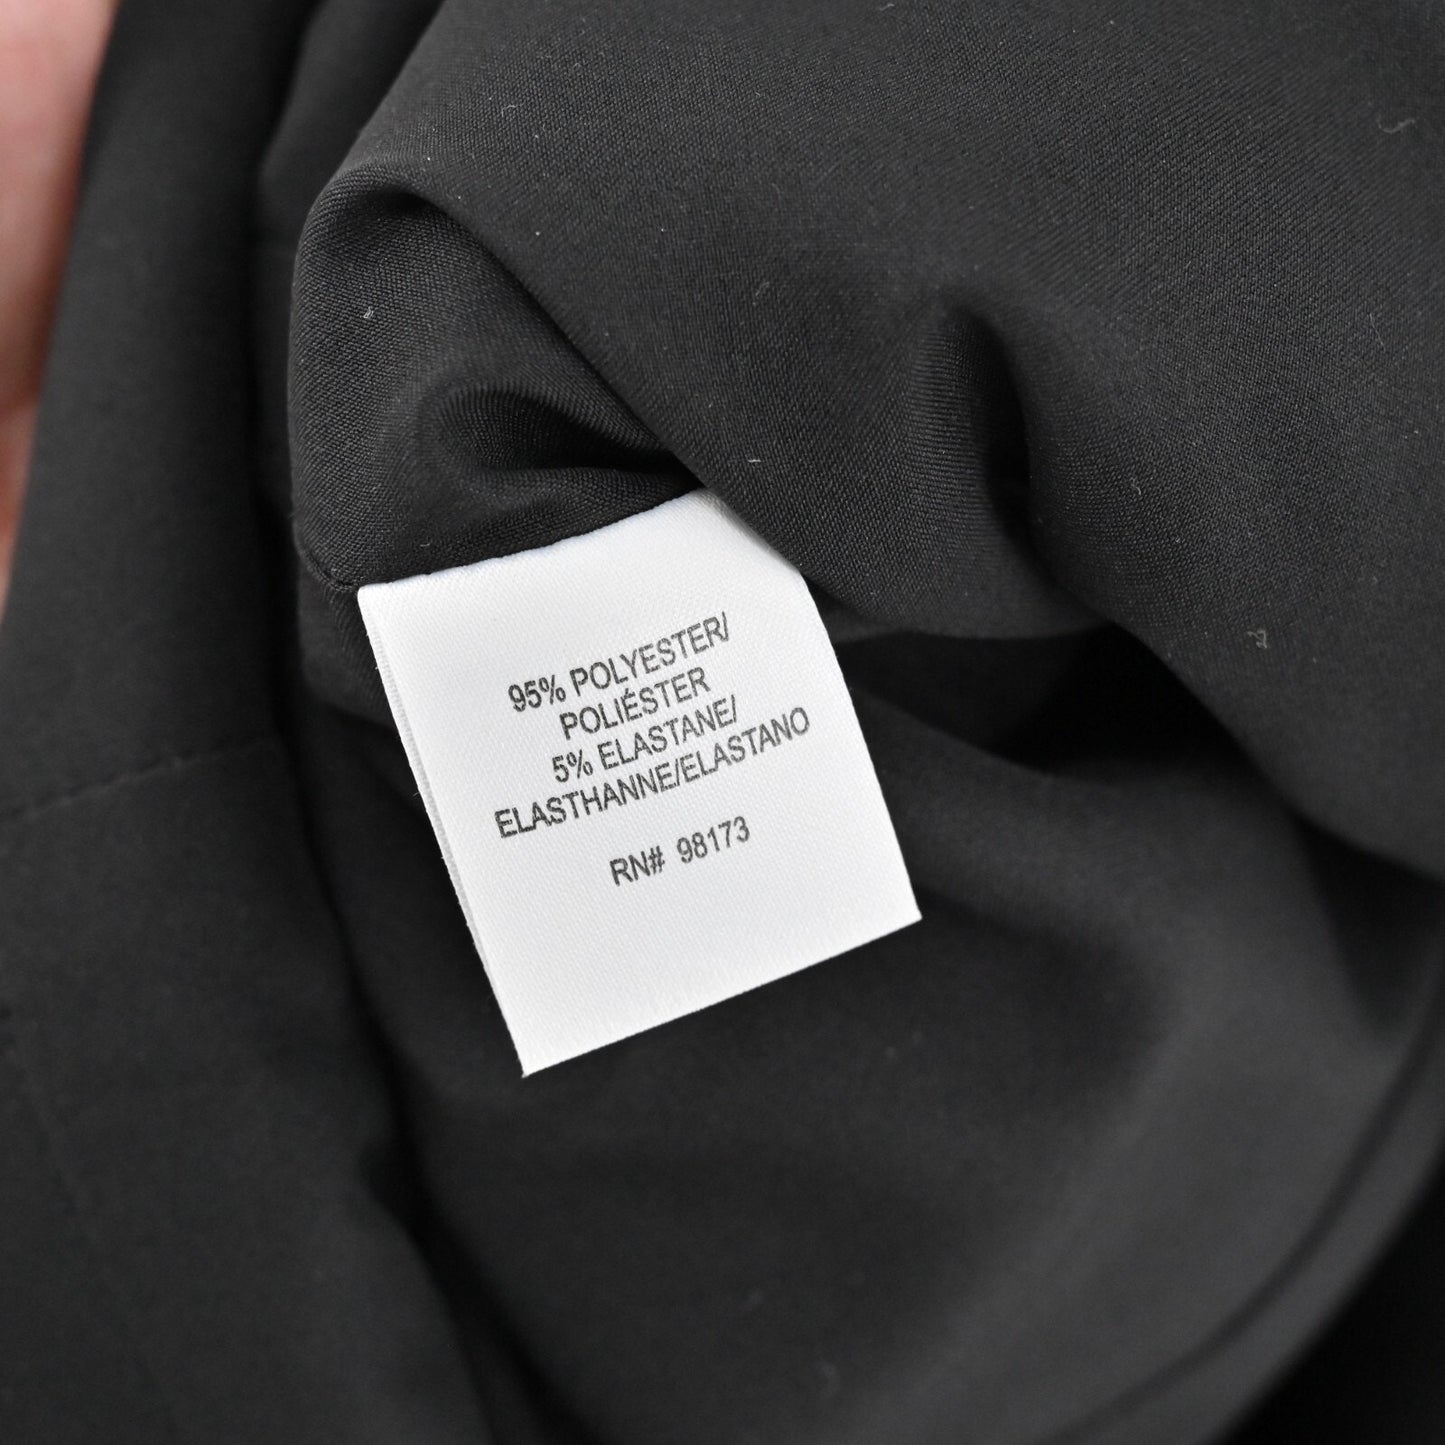 95% POLYESTER/
POLIÉSTER
5% ELASTANE/
ELASTHANNE/ELASTANO
RN# 98173